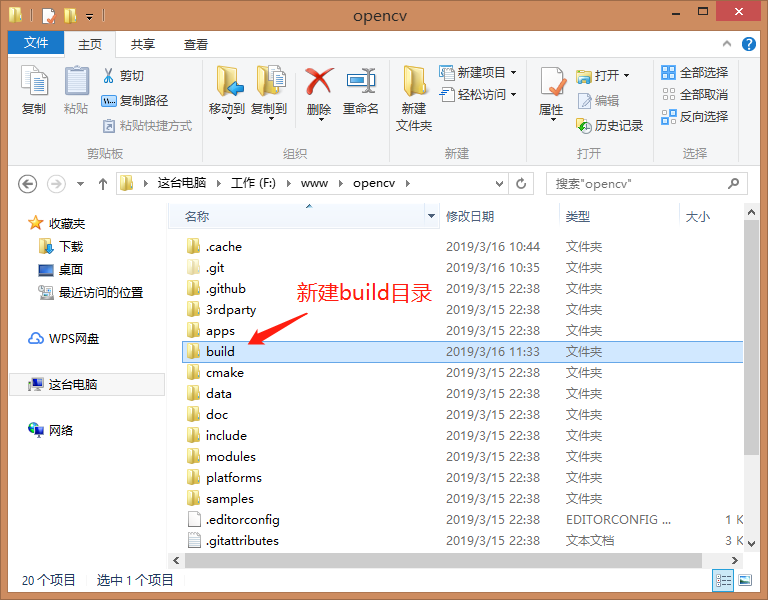 opencv
文件 主页 共享 查看
复制 粘贴 剪切 复制路径 粘贴快捷方式
移动到 复制到 删除 重命名
新建文件夹 新建项目 轻松访问
属性 打开 编辑 历史记录
全部选择 全部取消 反向选择
剪贴板 组织 新建 打开 选择
这台电脑 工作 (F:) www opencv 搜索"opencv"
名称 修改日期 类型 大小
收藏夹
下载
桌面
最近访问的位置
WPS网盘
这台电脑
网络
.cache 2019/3/16 10:44 文件夹
.git 2019/3/16 10:35 文件夹
.github 2019/3/15 22:38 文件夹
新建build目录
3rdparty 2019/3/15 22:38 文件夹
apps 2019/3/15 22:38 文件夹
build 2019/3/16 11:33 文件夹
cmake 2019/3/15 22:38 文件夹
data 2019/3/15 22:38 文件夹
doc 2019/3/15 22:38 文件夹
include 2019/3/15 22:38 文件夹
modules 2019/3/15 22:38 文件夹
platforms 2019/3/15 22:38 文件夹
samples 2019/3/15 22:38 文件夹
.editorconfig 2019/3/15 22:38 EDITORCONFIG ... 1 K
.gitattributes 2019/3/15 22:38 文本文档 3 K
20 个项目 选中 1 个项目